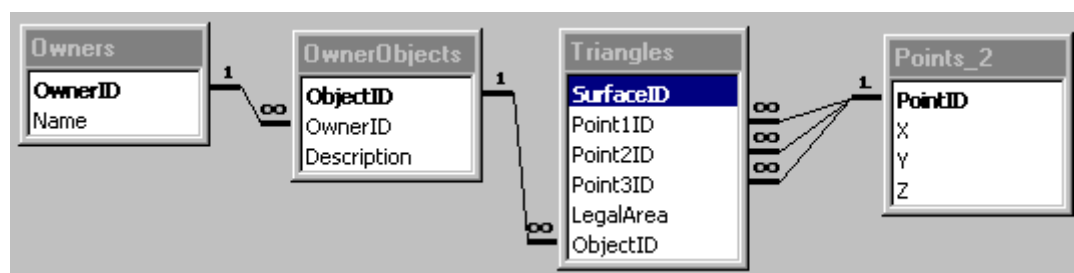 Owners
OwnerID
Name
1
∞
OwnerObjects
ObjectID
OwnerID
Description
1
∞
Triangles
SurfaceID
Point1ID
Point2ID
Point3ID
LegalArea
ObjectID
∞
∞
∞
1
Points_2
PointID
X
Y
Z